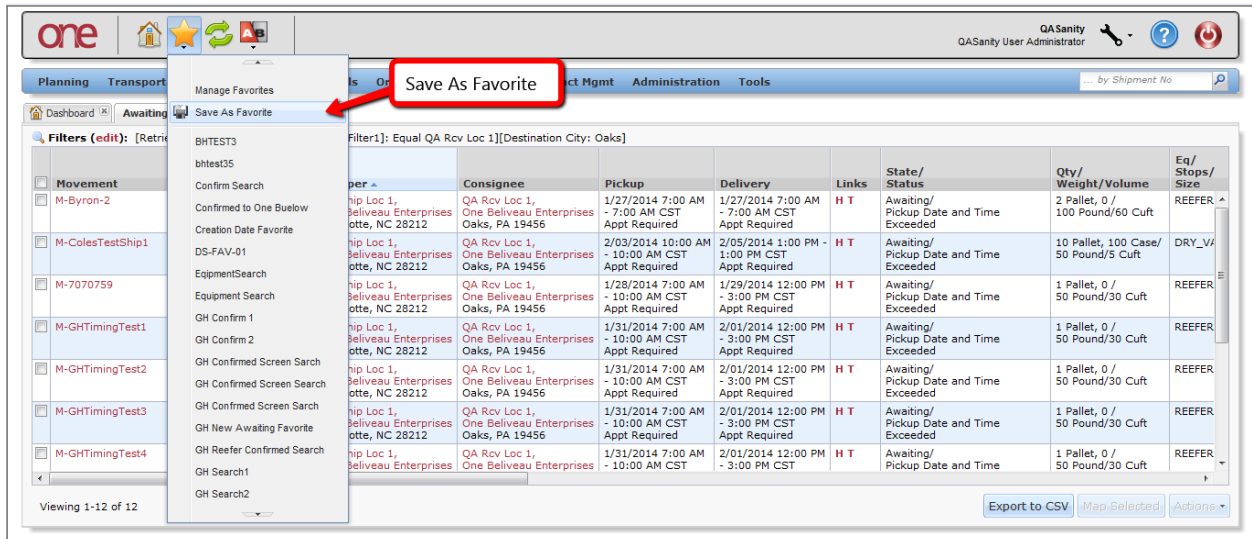 one
A B
QASanity
QASanity User Administrator
?
Planning Transport
Administration Tools
... by Shipment No
Save As Favorite
Dashboard
Awaiting
Manage Favorites
Save As Favorite
BHTEST3
bhtest35
Confirm Search
Confirmed to One Buelow
Creation Date Favorite
DS-FAV-01
EqipmentSearch
Equipment Search
GH Confirm 1
GH Confirm 2
GH Confirmed Screen Sarch
GH Confirmed Screen Search
GH Confrmed Screen Sarch
GH New Awaiting Favorite
GH Reefer Confirmed Search
GH Search1
GH Search2
Filters (edit): [Retrie Filter1]: Equal QA Rcv Loc 1][Destination City: Oaks]
Movement per Consignee Pickup Delivery Links State/ Status Qty/ Weight/Volume Eq/ Stops/ Size
M-Byron-2 hip Loc 1, QA Rcv Loc 1, 1/27/2014 7:00 AM 1/27/2014 7:00 AM H T Awaiting/ 2 Pallet, 0 / REEFER
Beliveau Enterprises One Beliveau Enterprises - 7:00 AM CST - 7:00 AM CST Pickup Date and Time 100 Pound/60 Cuft
otte, NC 28212 Oaks, PA 19456 Appt Required Appt Required Exceeded
M-ColesTestShip1 hip Loc 1, QA Rcv Loc 1, 2/03/2014 10:00 AM 2/05/2014 1:00 PM - H T Awaiting/ 10 Pallet, 100 Case/ DRY_VA
Beliveau Enterprises One Beliveau Enterprises - 10:00 AM CST 1:00 PM CST Pickup Date and Time 50 Pound/5 Cuft
otte, NC 28212 Oaks, PA 19456 Appt Required Appt Required Exceeded
M-7070759 hip Loc 1, QA Rcv Loc 1, 1/28/2014 7:00 AM 1/29/2014 12:00 PM H T Awaiting/ 1 Pallet, 0 / REEFER
Beliveau Enterprises One Beliveau Enterprises - 10:00 AM CST - 3:00 PM CST Pickup Date and Time 50 Pound/30 Cuft
otte, NC 28212 Oaks, PA 19456 Appt Required Appt Required Exceeded
M-GHTimingTest1 hip Loc 1, QA Rcv Loc 1, 1/31/2014 7:00 AM 2/01/2014 12:00 PM H T Awaiting/ 1 Pallet, 0 / REEFER
Beliveau Enterprises One Beliveau Enterprises - 10:00 AM CST - 3:00 PM CST Pickup Date and Time 50 Pound/30 Cuft
otte, NC 28212 Oaks, PA 19456 Appt Required Appt Required Exceeded
M-GHTimingTest2 hip Loc 1, QA Rcv Loc 1, 1/31/2014 7:00 AM 2/01/2014 12:00 PM H T Awaiting/ 1 Pallet, 0 / REEFER
Beliveau Enterprises One Beliveau Enterprises - 10:00 AM CST - 3:00 PM CST Pickup Date and Time 50 Pound/30 Cuft
otte, NC 28212 Oaks, PA 19456 Appt Required Appt Required Exceeded
M-GHTimingTest3 hip Loc 1, QA Rcv Loc 1, 1/31/2014 7:00 AM 2/01/2014 12:00 PM H T Awaiting/ 1 Pallet, 0 / REEFER
Beliveau Enterprises One Beliveau Enterprises - 10:00 AM CST - 3:00 PM CST Pickup Date and Time 50 Pound/30 Cuft
otte, NC 28212 Oaks, PA 19456 Appt Required Appt Required Exceeded
M-GHTimingTest4 hip Loc 1, QA Rcv Loc 1, 1/31/2014 7:00 AM 2/01/2014 12:00 PM H T Awaiting/ 1 Pallet, 0 / REEFER
Beliveau Enterprises One Beliveau Enterprises - 10:00 AM CST - 3:00 PM CST Pickup Date and Time 50 Pound/30 Cuft
Viewing 1-12 of 12
Export to CSV Map Selected Actions